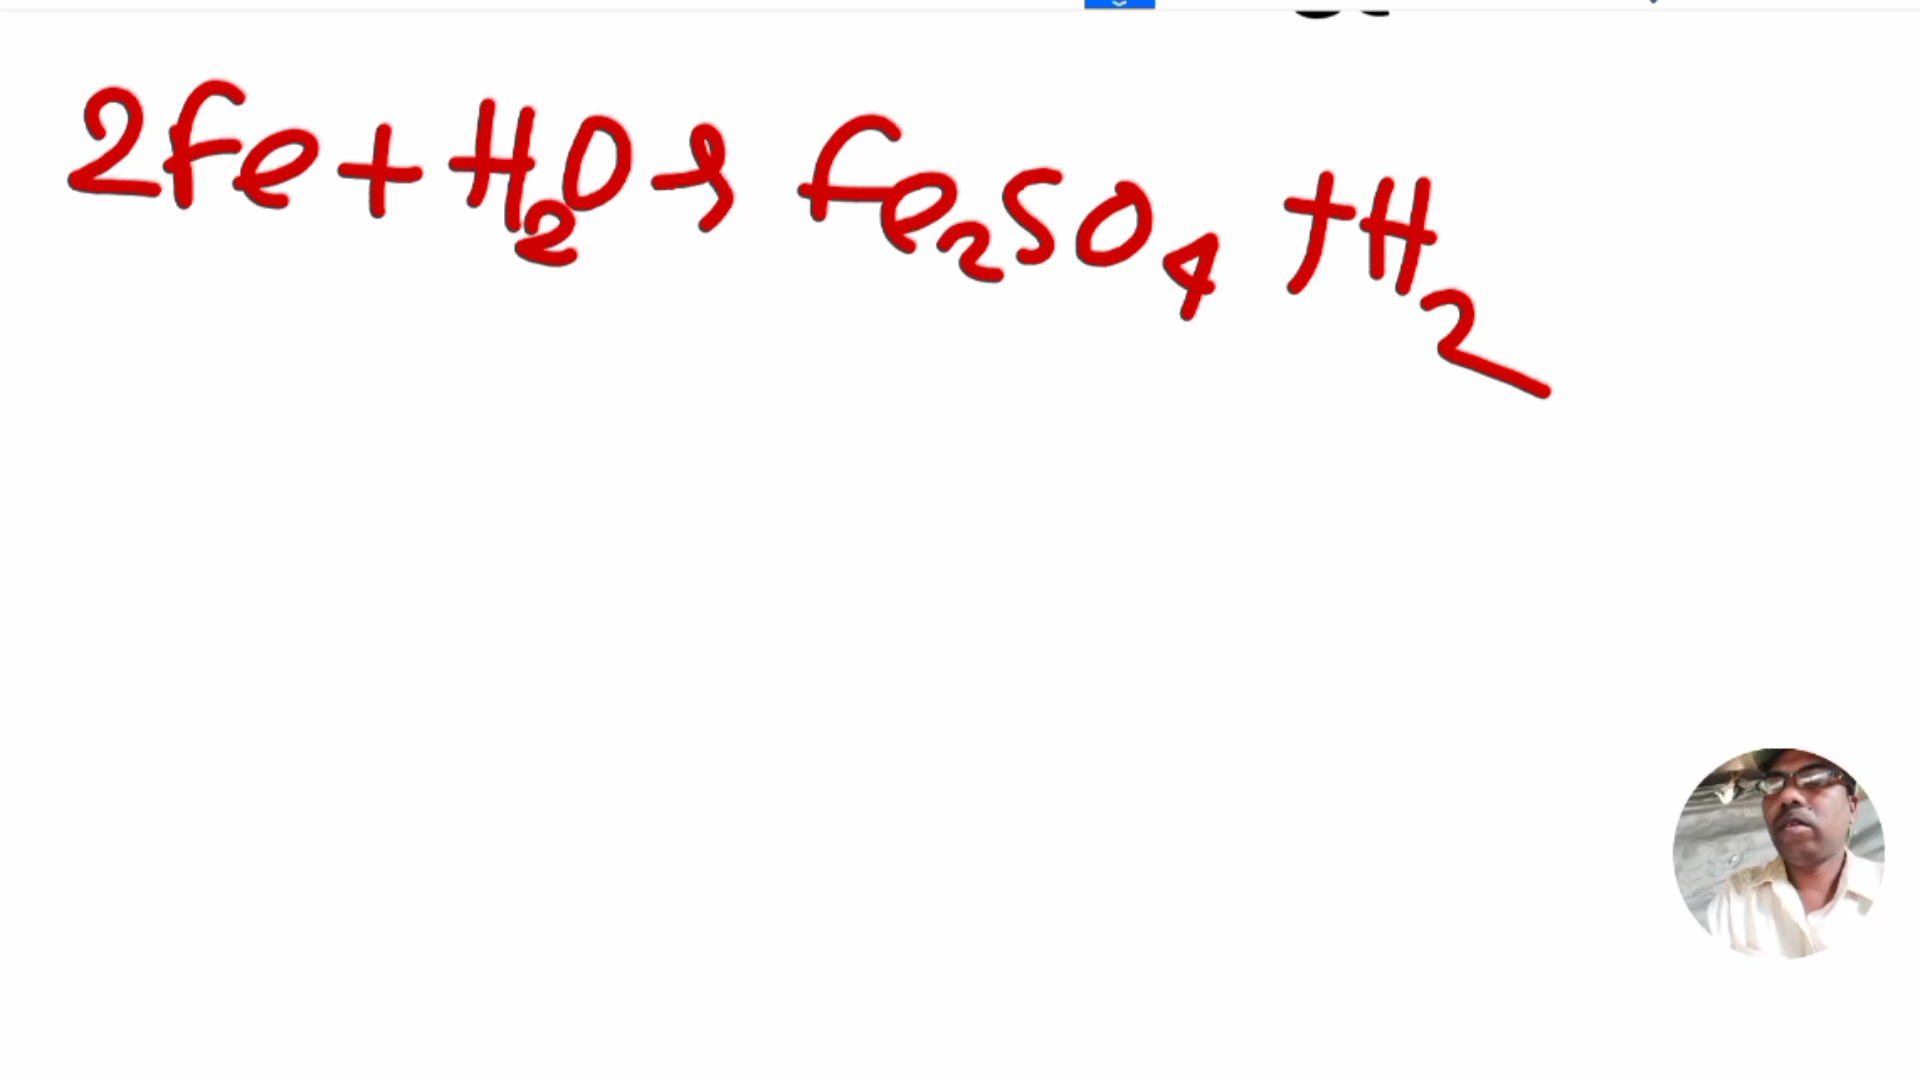 2Fe + H₂O → Fe₂SO₄ + H₂